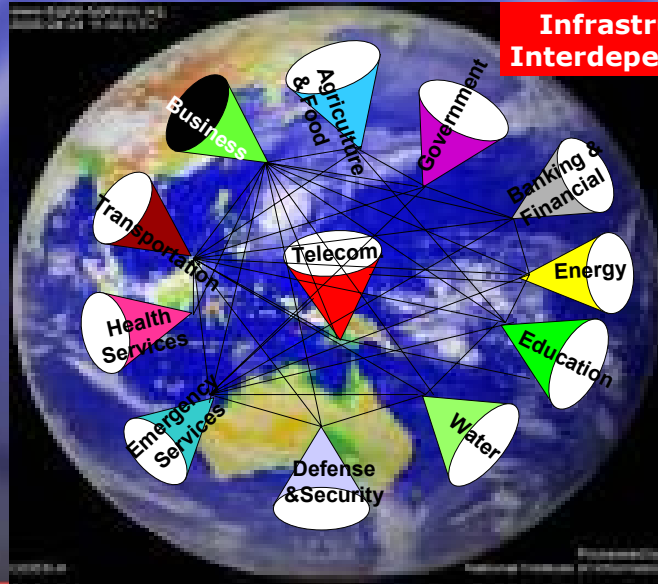 Infrastr
Interdepe
Agriculture
& Food
Government
Business
Banking &
Financial
Transportation
Telecom.
Energy
Health
Services
Education
Emergency
Services
Water
Defense
&Security